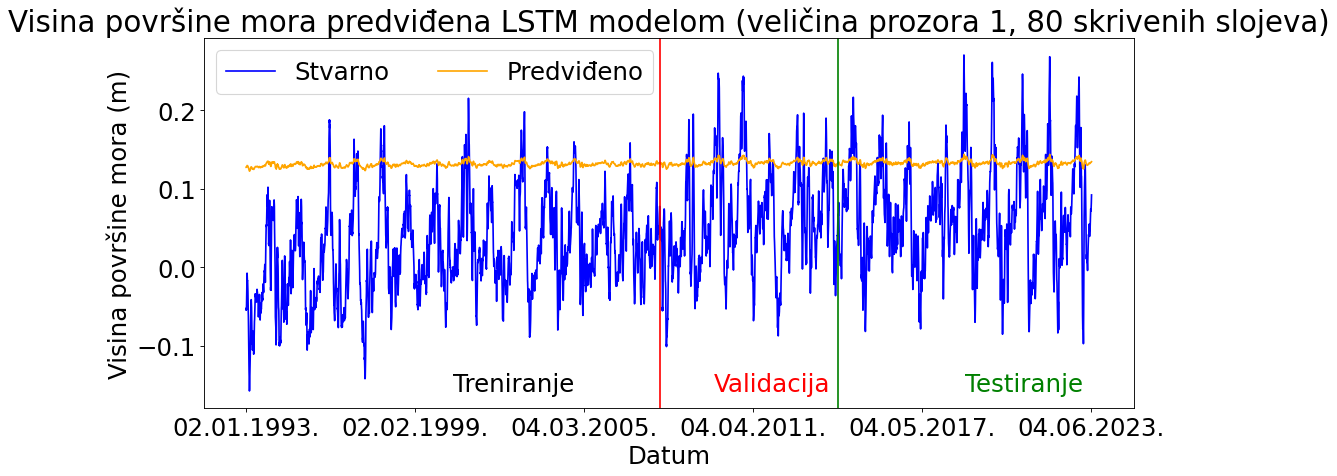 Visina površine mora predviđena LSTM modelom (veličina prozora 1, 80 skrivenih slojeva)
Stvarno
Predviđeno
Visina površine mora (m)
0.2
0.1
0.0
−0.1
Treniranje
Validacija
Testiranje
02.01.1993.
02.02.1999.
04.03.2005.
04.04.2011.
04.05.2017.
04.06.2023.
Datum